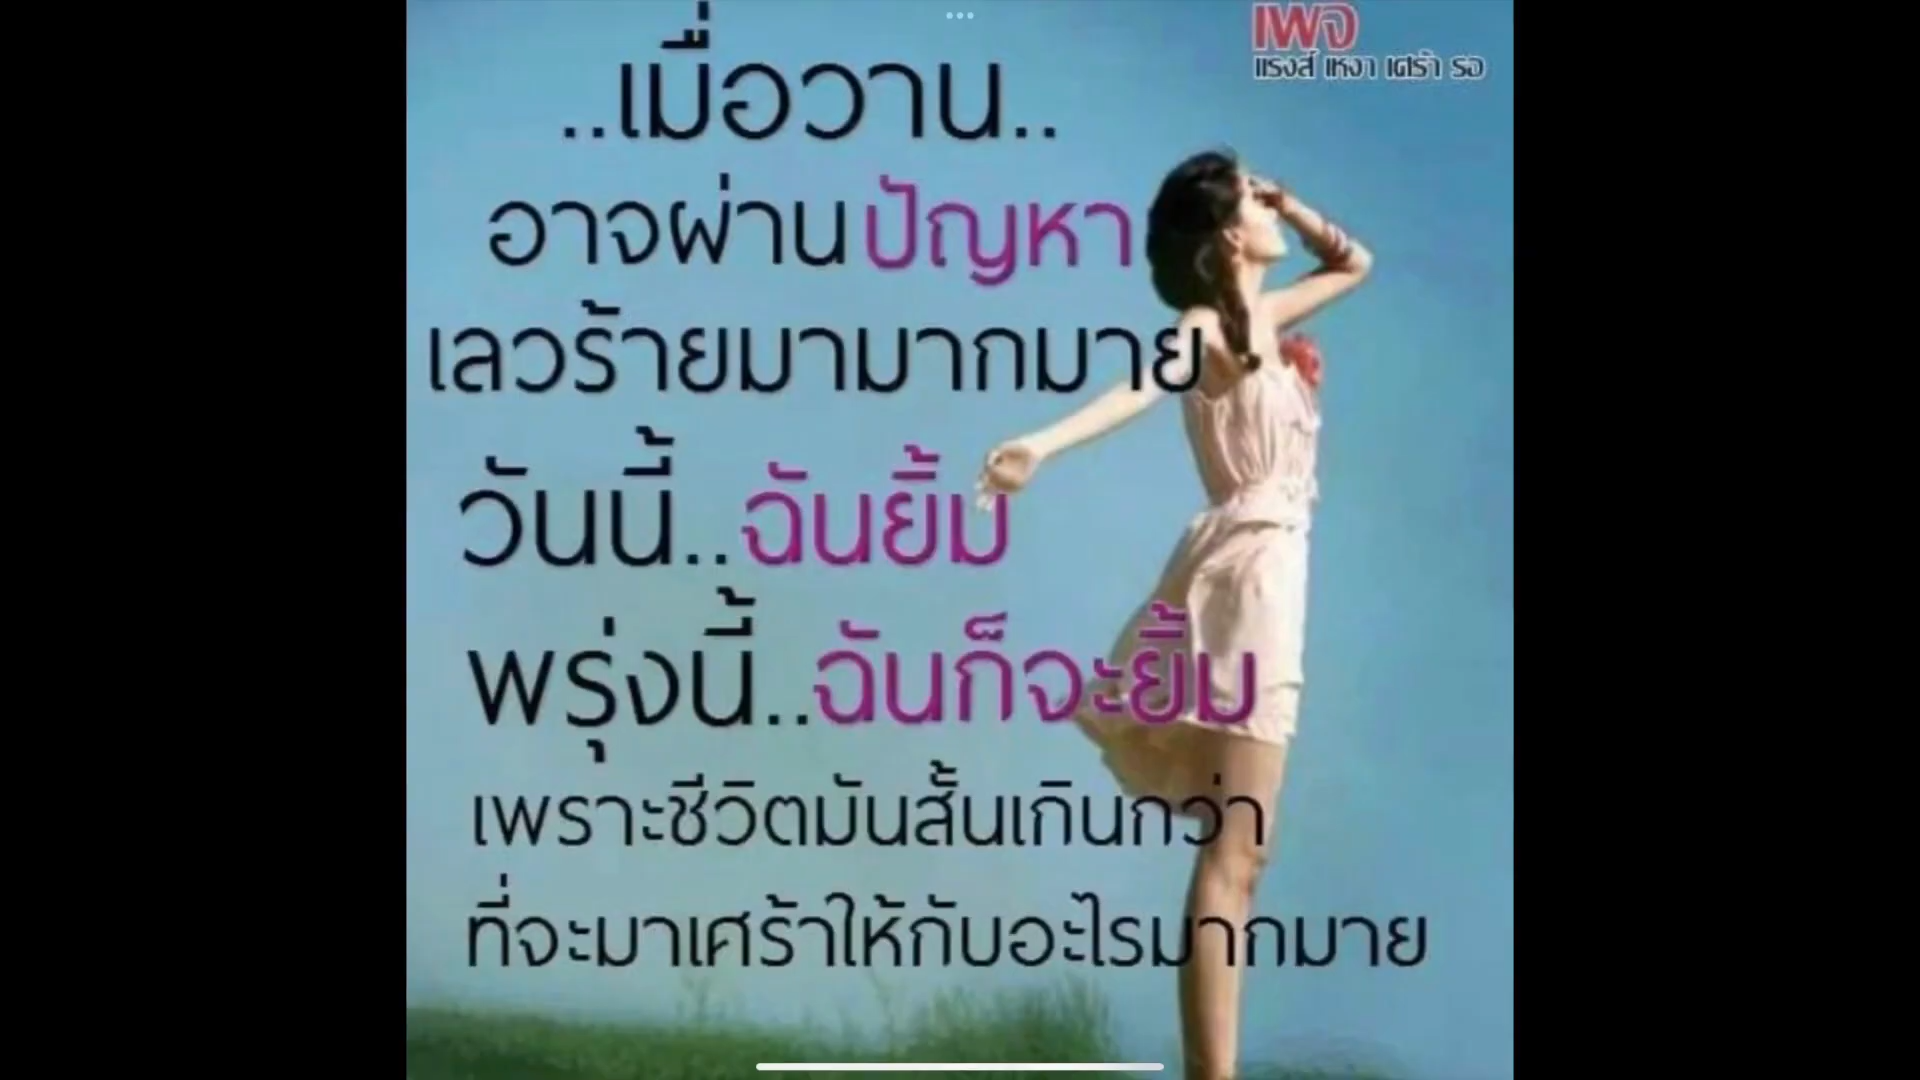 ..เมื่อวาน..
เพจ
แรงส์ เหงา เศร้า รอ
อาจผ่านปัญหา
เลวร้ายมามากมาย
วันนี้..ฉันยิ้ม
พรุ่งนี้..ฉันก็จะยิ้ม
เพราะชีวิตมันสั้นเกินกว่า
ที่จะมาเศร้าให้กับอะไรมากมาย